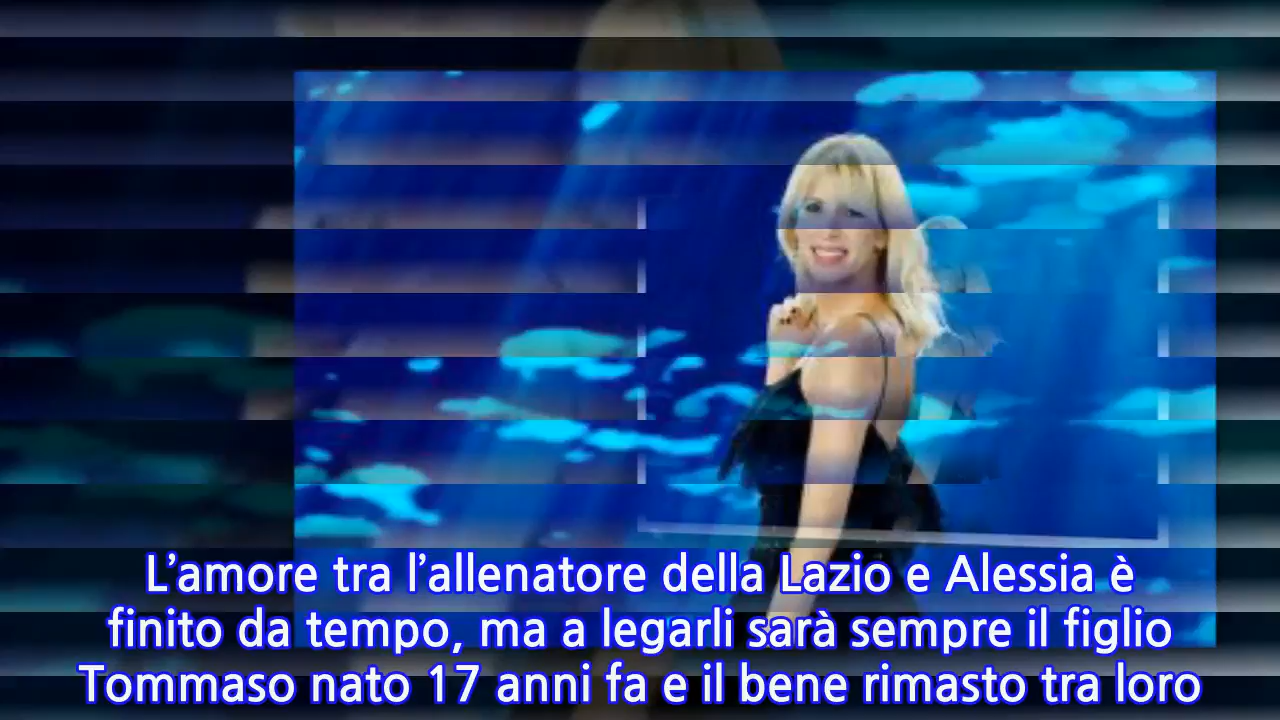 L’amore tra l’allenatore della Lazio e Alessia è
finito da tempo, ma a legarli sarà sempre il figlio
Tommaso nato 17 anni fa e il bene rimasto tra loro